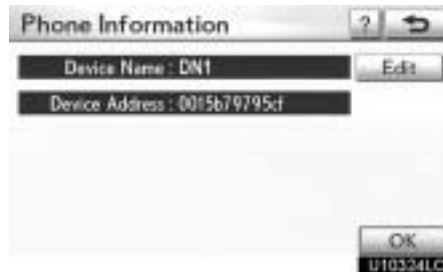 Phone Information ?
Device Name : DN1 Edit
Device Address : 0015b79795cf
OK
U10324LC